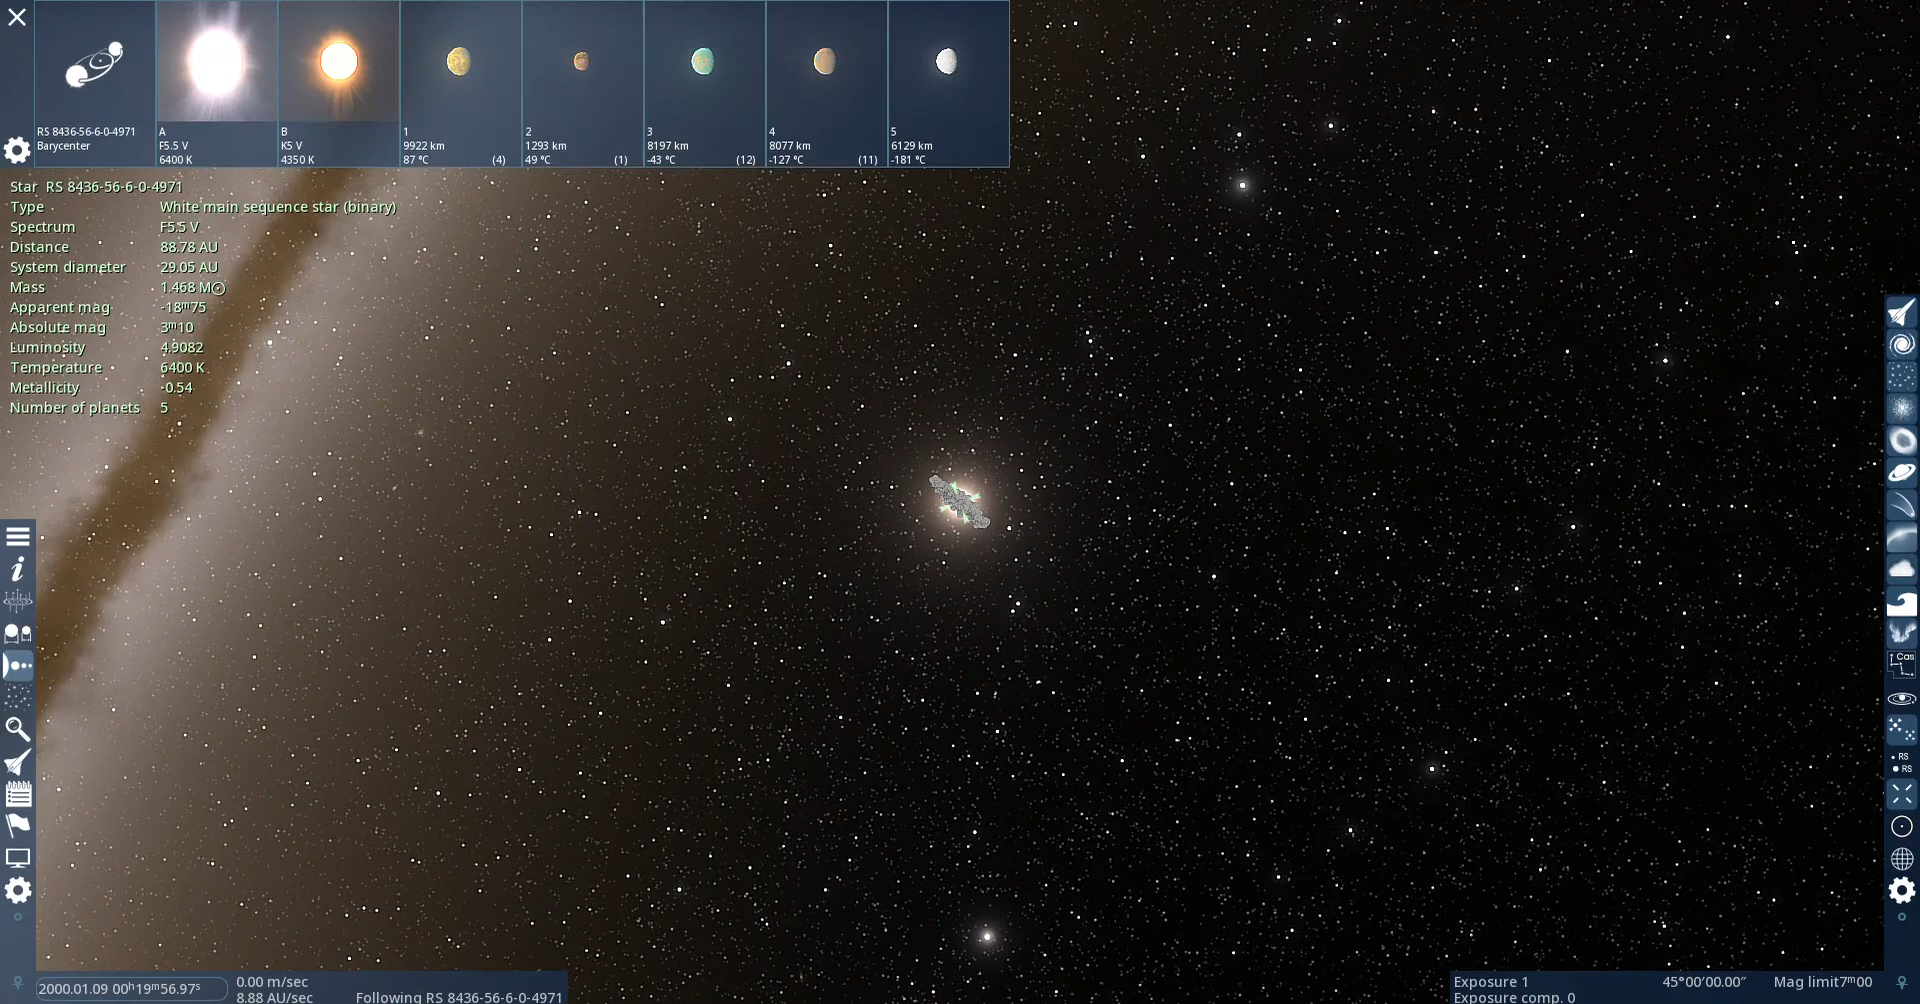 RS 8436-56-6-0-4971
Barycenter
A
F5.5 V
6400 K
B
K5 V
4350 K
1
9922 km
87 °C (4)
2
1293 km
49 °C (1)
3
8197 km
-43 °C (12)
4
8077 km
-127 °C (11)
5
6129 km
-181 °C
Star RS 8436-56-6-0-4971
Type White main sequence star (binary)
Spectrum F5.5 V
Distance 88.78 AU
System diameter 29.05 AU
Mass 1.468 M☉
Apparent mag -18ᵐ75
Absolute mag 3ᵐ10
Luminosity 4.9082
Temperature 6400 K
Metallicity -0.54
Number of planets 5
Cas
RS
RS
2000.01.09 00ʰ19ᵐ56.97ˢ
0.00 m/sec
8.88 AU/sec Following RS 8436-56-6-0-4971
Exposure 1 45°00′00.00″ Mag limit7ᵐ00
Exposure comp. 0